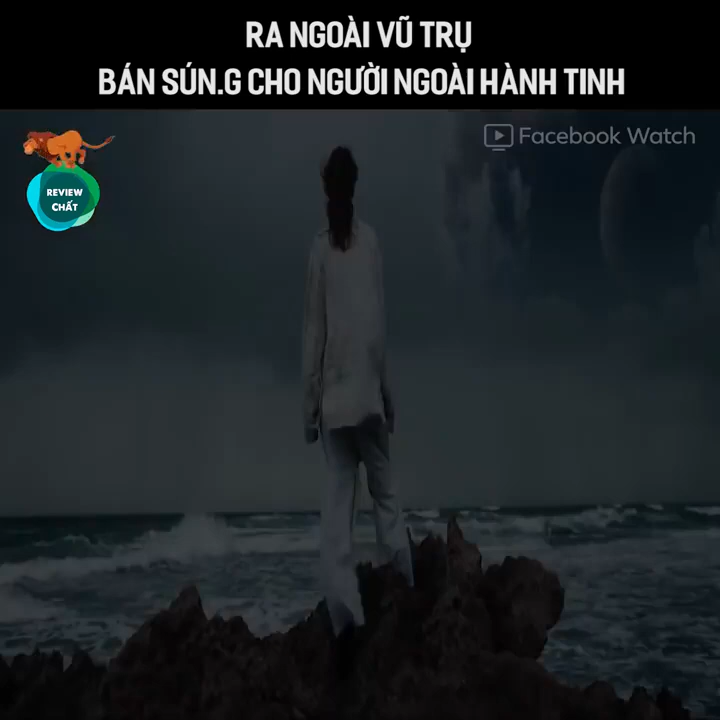 RA NGOÀI VŨ TRỤ
BÁN SÚN.G CHO NGƯỜI NGOÀI HÀNH TINH
Facebook Watch
REVIEW
CHẤT